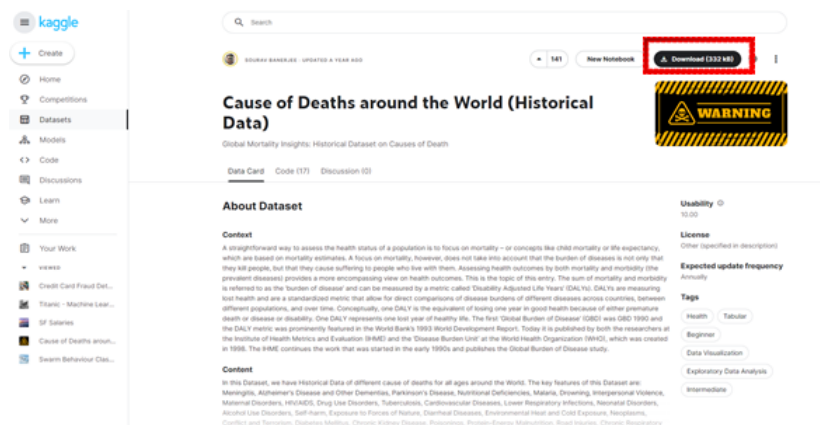 kaggle
Search
Create
SOURAV BANERJEE · UPDATED A YEAR AGO
141
New Notebook
Download (332 kB)
Home
Competitions
Datasets
Models
Code
Discussions
Learn
More
Your Work
VIEWED
Credit Card Fraud Det...
Titanic - Machine Lear...
SF Salaries
Cause of Deaths aroun...
Swarm Behaviour Clas...
Cause of Deaths around the World (Historical
Data)
WARNING
Global Mortality Insights: Historical Dataset on Causes of Death
Data Card Code (17) Discussion (0)
About Dataset
Context
A straightforward way to assess the health status of a population is to focus on mortality – or concepts like child mortality or life expectancy,
which are based on mortality estimates. A focus on mortality, however, does not take into account that the burden of diseases is not only that
they kill people, but that they cause suffering to people who live with them. Assessing health outcomes by both mortality and morbidity (the
prevalent diseases) provides a more encompassing view on health outcomes. This is the topic of this entry. The sum of mortality and morbidity
is referred to as the 'burden of disease' and can be measured by a metric called 'Disability Adjusted Life Years' (DALYs). DALYs are measuring
lost health and are a standardized metric that allow for direct comparisons of disease burdens of different diseases across countries, between
different populations, and over time. Conceptually, one DALY is the equivalent of losing one year in good health because of either premature
death or disease or disability. One DALY represents one lost year of healthy life. The first 'Global Burden of Disease' (GBD) was GBD 1990 and
the DALY metric was prominently featured in the World Bank's 1993 World Development Report. Today it is published by both the researchers at
the Institute of Health Metrics and Evaluation (IHME) and the 'Disease Burden Unit' at the World Health Organization (WHO), which was created
in 1998. The IHME continues the work that was started in the early 1990s and publishes the Global Burden of Disease study.
Content
In this Dataset, we have Historical Data of different cause of deaths for all ages around the World. The key features of this Dataset are:
Meningitis, Alzheimer's Disease and Other Dementias, Parkinson's Disease, Nutritional Deficiencies, Malaria, Drowning, Interpersonal Violence,
Maternal Disorders, HIV/AIDS, Drug Use Disorders, Tuberculosis, Cardiovascular Diseases, Lower Respiratory Infections, Neonatal Disorders,
Alcohol Use Disorders, Self-harm, Exposure to Forces of Nature, Diarrheal Diseases, Environmental Heat and Cold Exposure, Neoplasms,
Conflict and Terrorism, Diabetes Mellitus, Chronic Kidney Disease, Poisonings, Protein-Energy Malnutrition, Road Injuries, Chronic Respiratory
Usability
10.00
License
Other (specified in description)
Expected update frequency
Annually
Tags
Health Tabular
Beginner
Data Visualization
Exploratory Data Analysis
Intermediate